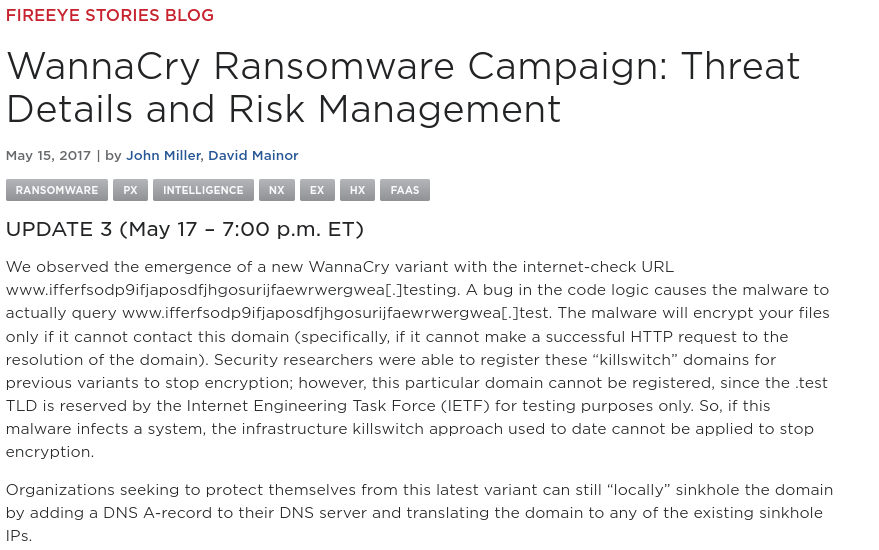 FIREEYE STORIES BLOG
WannaCry Ransomware Campaign: Threat
Details and Risk Management
May 15, 2017 | by John Miller, David Mainor
RANSOMWARE PX INTELLIGENCE NX EX HX FAAS
UPDATE 3 (May 17 – 7:00 p.m. ET)
We observed the emergence of a new WannaCry variant with the internet-check URL
www.ifferfsodp9ifjaposdfjhgosurijfaewrwergwea[.]testing. A bug in the code logic causes the malware to
actually query www.ifferfsodp9ifjaposdfjhgosurijfaewrwergwea[.]test. The malware will encrypt your files
only if it cannot contact this domain (specifically, if it cannot make a successful HTTP request to the
resolution of the domain). Security researchers were able to register these “killswitch” domains for
previous variants to stop encryption; however, this particular domain cannot be registered, since the .test
TLD is reserved by the Internet Engineering Task Force (IETF) for testing purposes only. So, if this
malware infects a system, the infrastructure killswitch approach used to date cannot be applied to stop
encryption.
Organizations seeking to protect themselves from this latest variant can still “locally” sinkhole the domain
by adding a DNS A-record to their DNS server and translating the domain to any of the existing sinkhole
IPs.